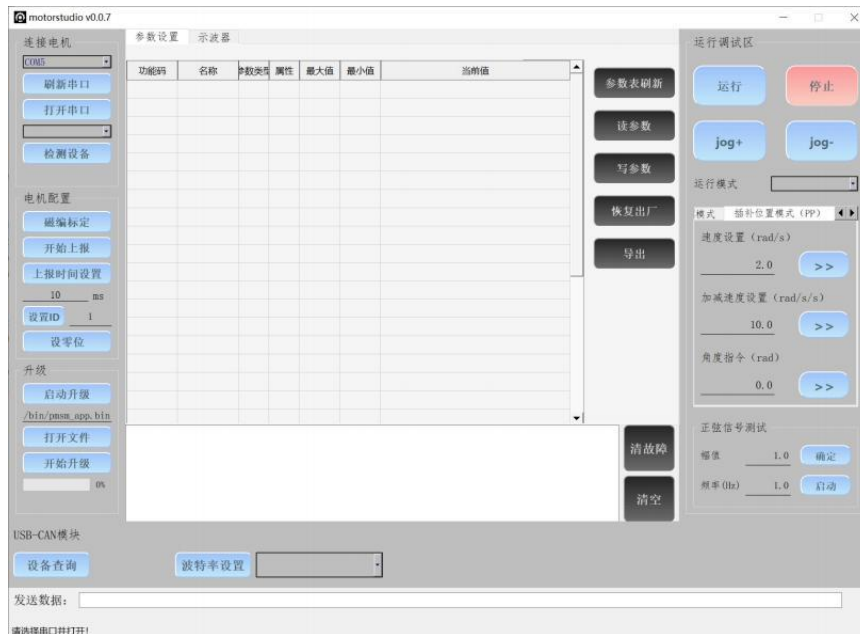 motorstudio v0.0.7
连接电机
COM5
刷新串口
打开串口
检测设备
电机配置
磁编标定
开始上报
上报时间设置
10 ms
设置ID 1
设零位
升级
启动升级
/bin/pmsm_app.bin
打开文件
开始升级
0%
参数设置 示波器
功能码 名称 参数类型 属性 最大值 最小值 当前值
参数表刷新
读参数
写参数
恢复出厂
导出
清故障
清空
运行调试区
运行 停止
jog+ jog-
运行模式
模式 插补位置模式（PP）
速度设置（rad/s）
2.0 >>
加减速度设置（rad/s/s）
10.0 >>
角度指令（rad）
0.0 >>
正弦信号测试
幅值 1.0 确定
频率(Hz) 1.0 启动
USB-CAN模块
设备查询 波特率设置
发送数据：
请选择串口并打开!